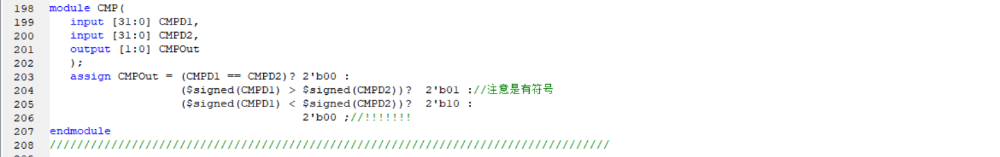 198 module CMP(
199 input [31:0] CMPD1,
200 input [31:0] CMPD2,
201 output [1:0] CMPOut
202 );
203 assign CMPOut = (CMPD1 == CMPD2)? 2'b00 :
204 ($signed(CMPD1) > $signed(CMPD2))? 2'b01 ://注意是有符号
205 ($signed(CMPD1) < $signed(CMPD2))? 2'b10 :
206 2'b00 ;//!!!!!!!
207 endmodule
208 //////////////////////////////////////////////////////////////////////////////////